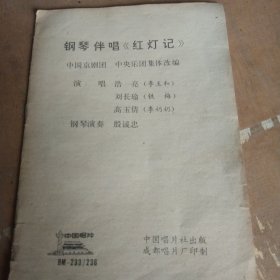 钢琴伴唱《红灯记》
中国京剧团 中央乐团集体改编
演 唱 浩 亮（李玉和）
刘长瑜（铁 梅）
高玉倩（李奶奶）
钢琴演奏 殷诚忠
中国唱片
BM-233/236
中国唱片社出版
成都唱片厂印制